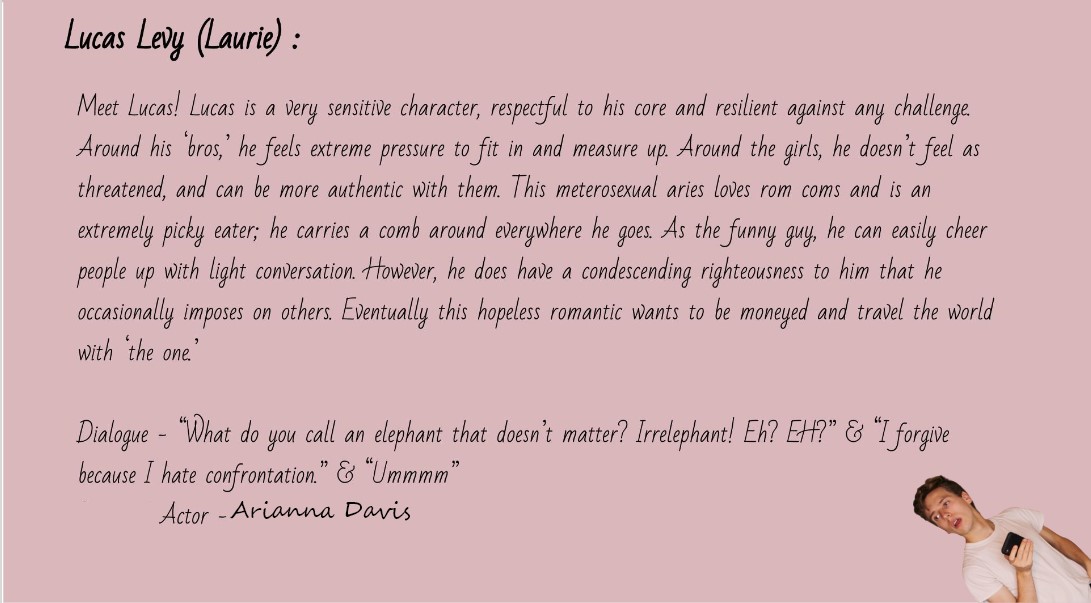 Lucas Levy (Laurie) :
Meet Lucas! Lucas is a very sensitive character, respectful to his core and resilient against any challenge.
Around his ‘bros,’ he feels extreme pressure to fit in and measure up. Around the girls, he doesn’t feel as
threatened, and can be more authentic with them. This meterosexual aries loves rom coms and is an
extremely picky eater; he carries a comb around everywhere he goes. As the funny guy, he can easily cheer
people up with light conversation. However, he does have a condescending righteousness to him that he
occasionally imposes on others. Eventually this hopeless romantic wants to be moneyed and travel the world
with ‘the one.’
Dialogue - “What do you call an elephant that doesn’t matter? Irrelephant! Eh? EH?” & “I forgive
because I hate confrontation.” & “Ummmm”
Actor - Arianna Davis